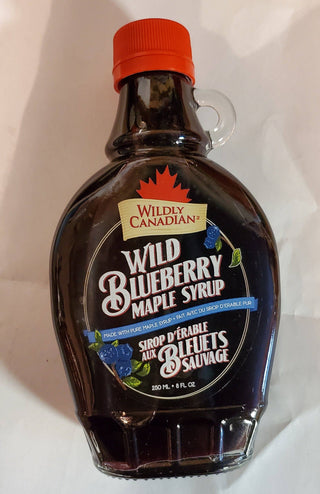 WILDLY
CANADIAN
WILD
BLUEBERRY
MAPLE SYRUP
MADE WITH PURE MAPLE SYRUP • FAIT AVEC DU SIROP D'ÉRABLE PUR
SIROP D'ÉRABLE
AUX BLEUETS
SAUVAGE
250 ML • 8 FL OZ